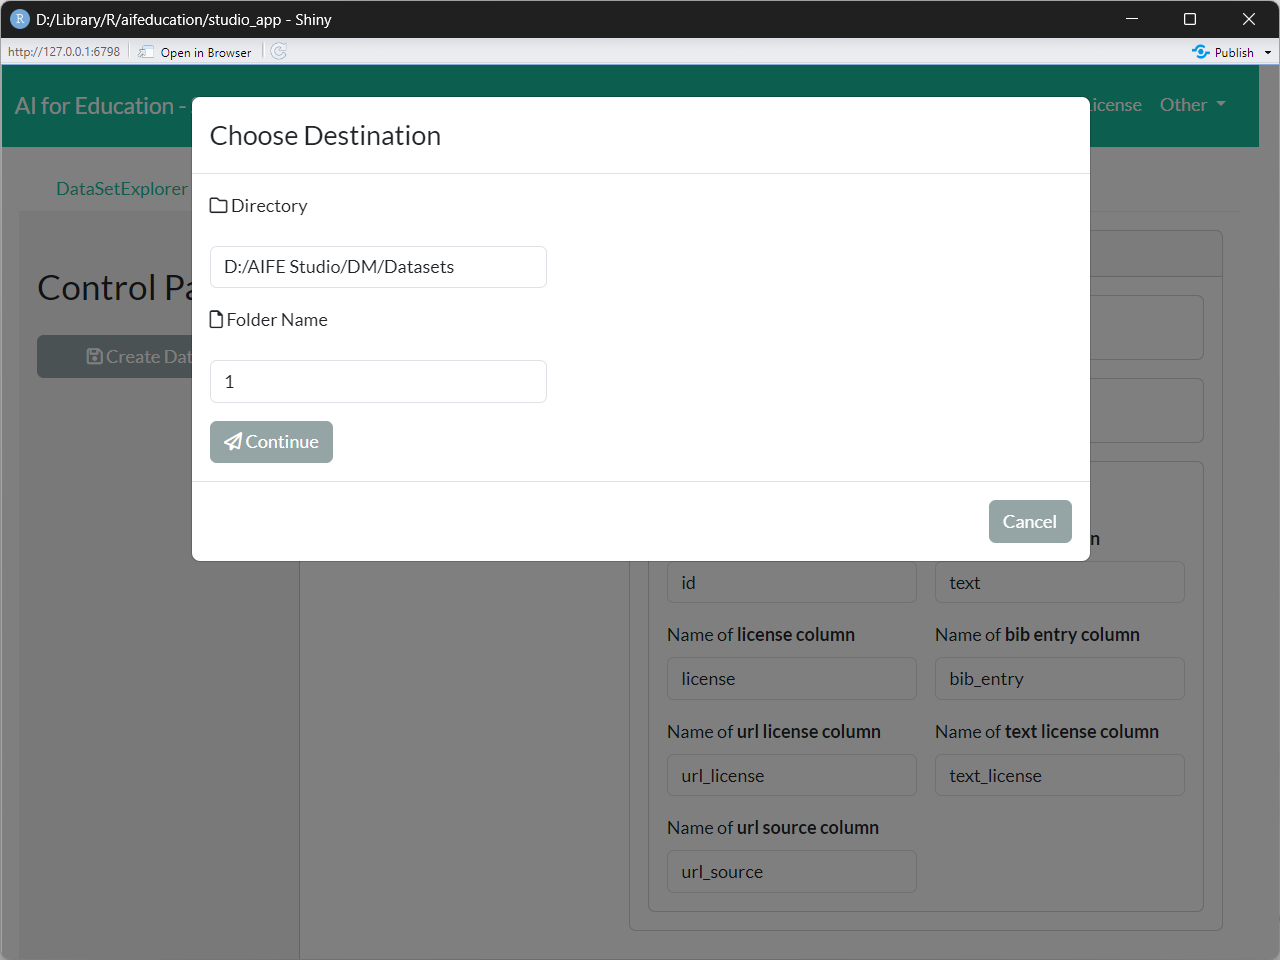 R D:/Library/R/aifeducation/studio_app - Shiny
http://127.0.0.1:6798 Open in Browser Publish
AI for Education - Other
DataSetExplorer
Choose Destination
Directory
D:/AIFE Studio/DM/Datasets
Folder Name
1
Continue
Cancel
Control
Create
id text
Name of license column Name of bib entry column
license bib_entry
Name of url license column Name of text license column
url_license text_license
Name of url source column
url_source